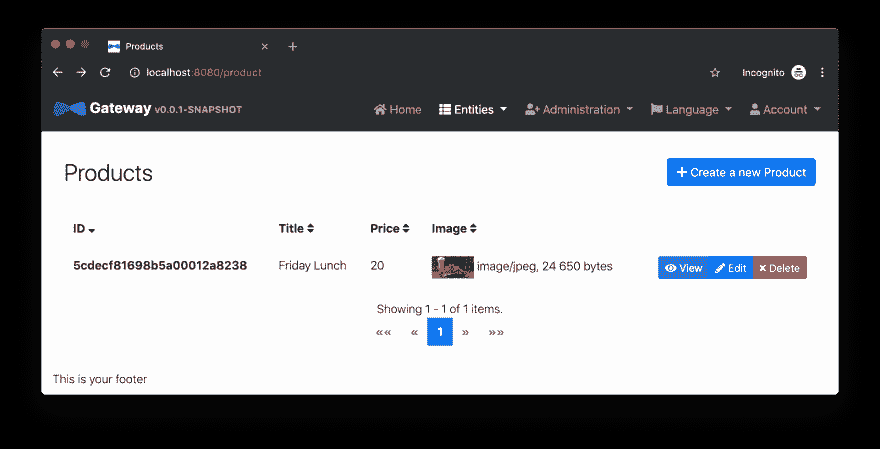 Products
localhost:8080/product
Incognito
Gateway v0.0.1-SNAPSHOT
Home
Entities
Administration
Language
Account
Products
Create a new Product
ID Title Price Image
5cdecf81698b5a00012a8238 Friday Lunch 20 image/jpeg, 24 650 bytes View Edit Delete
Showing 1 - 1 of 1 items.
«« « 1 » »»
This is your footer